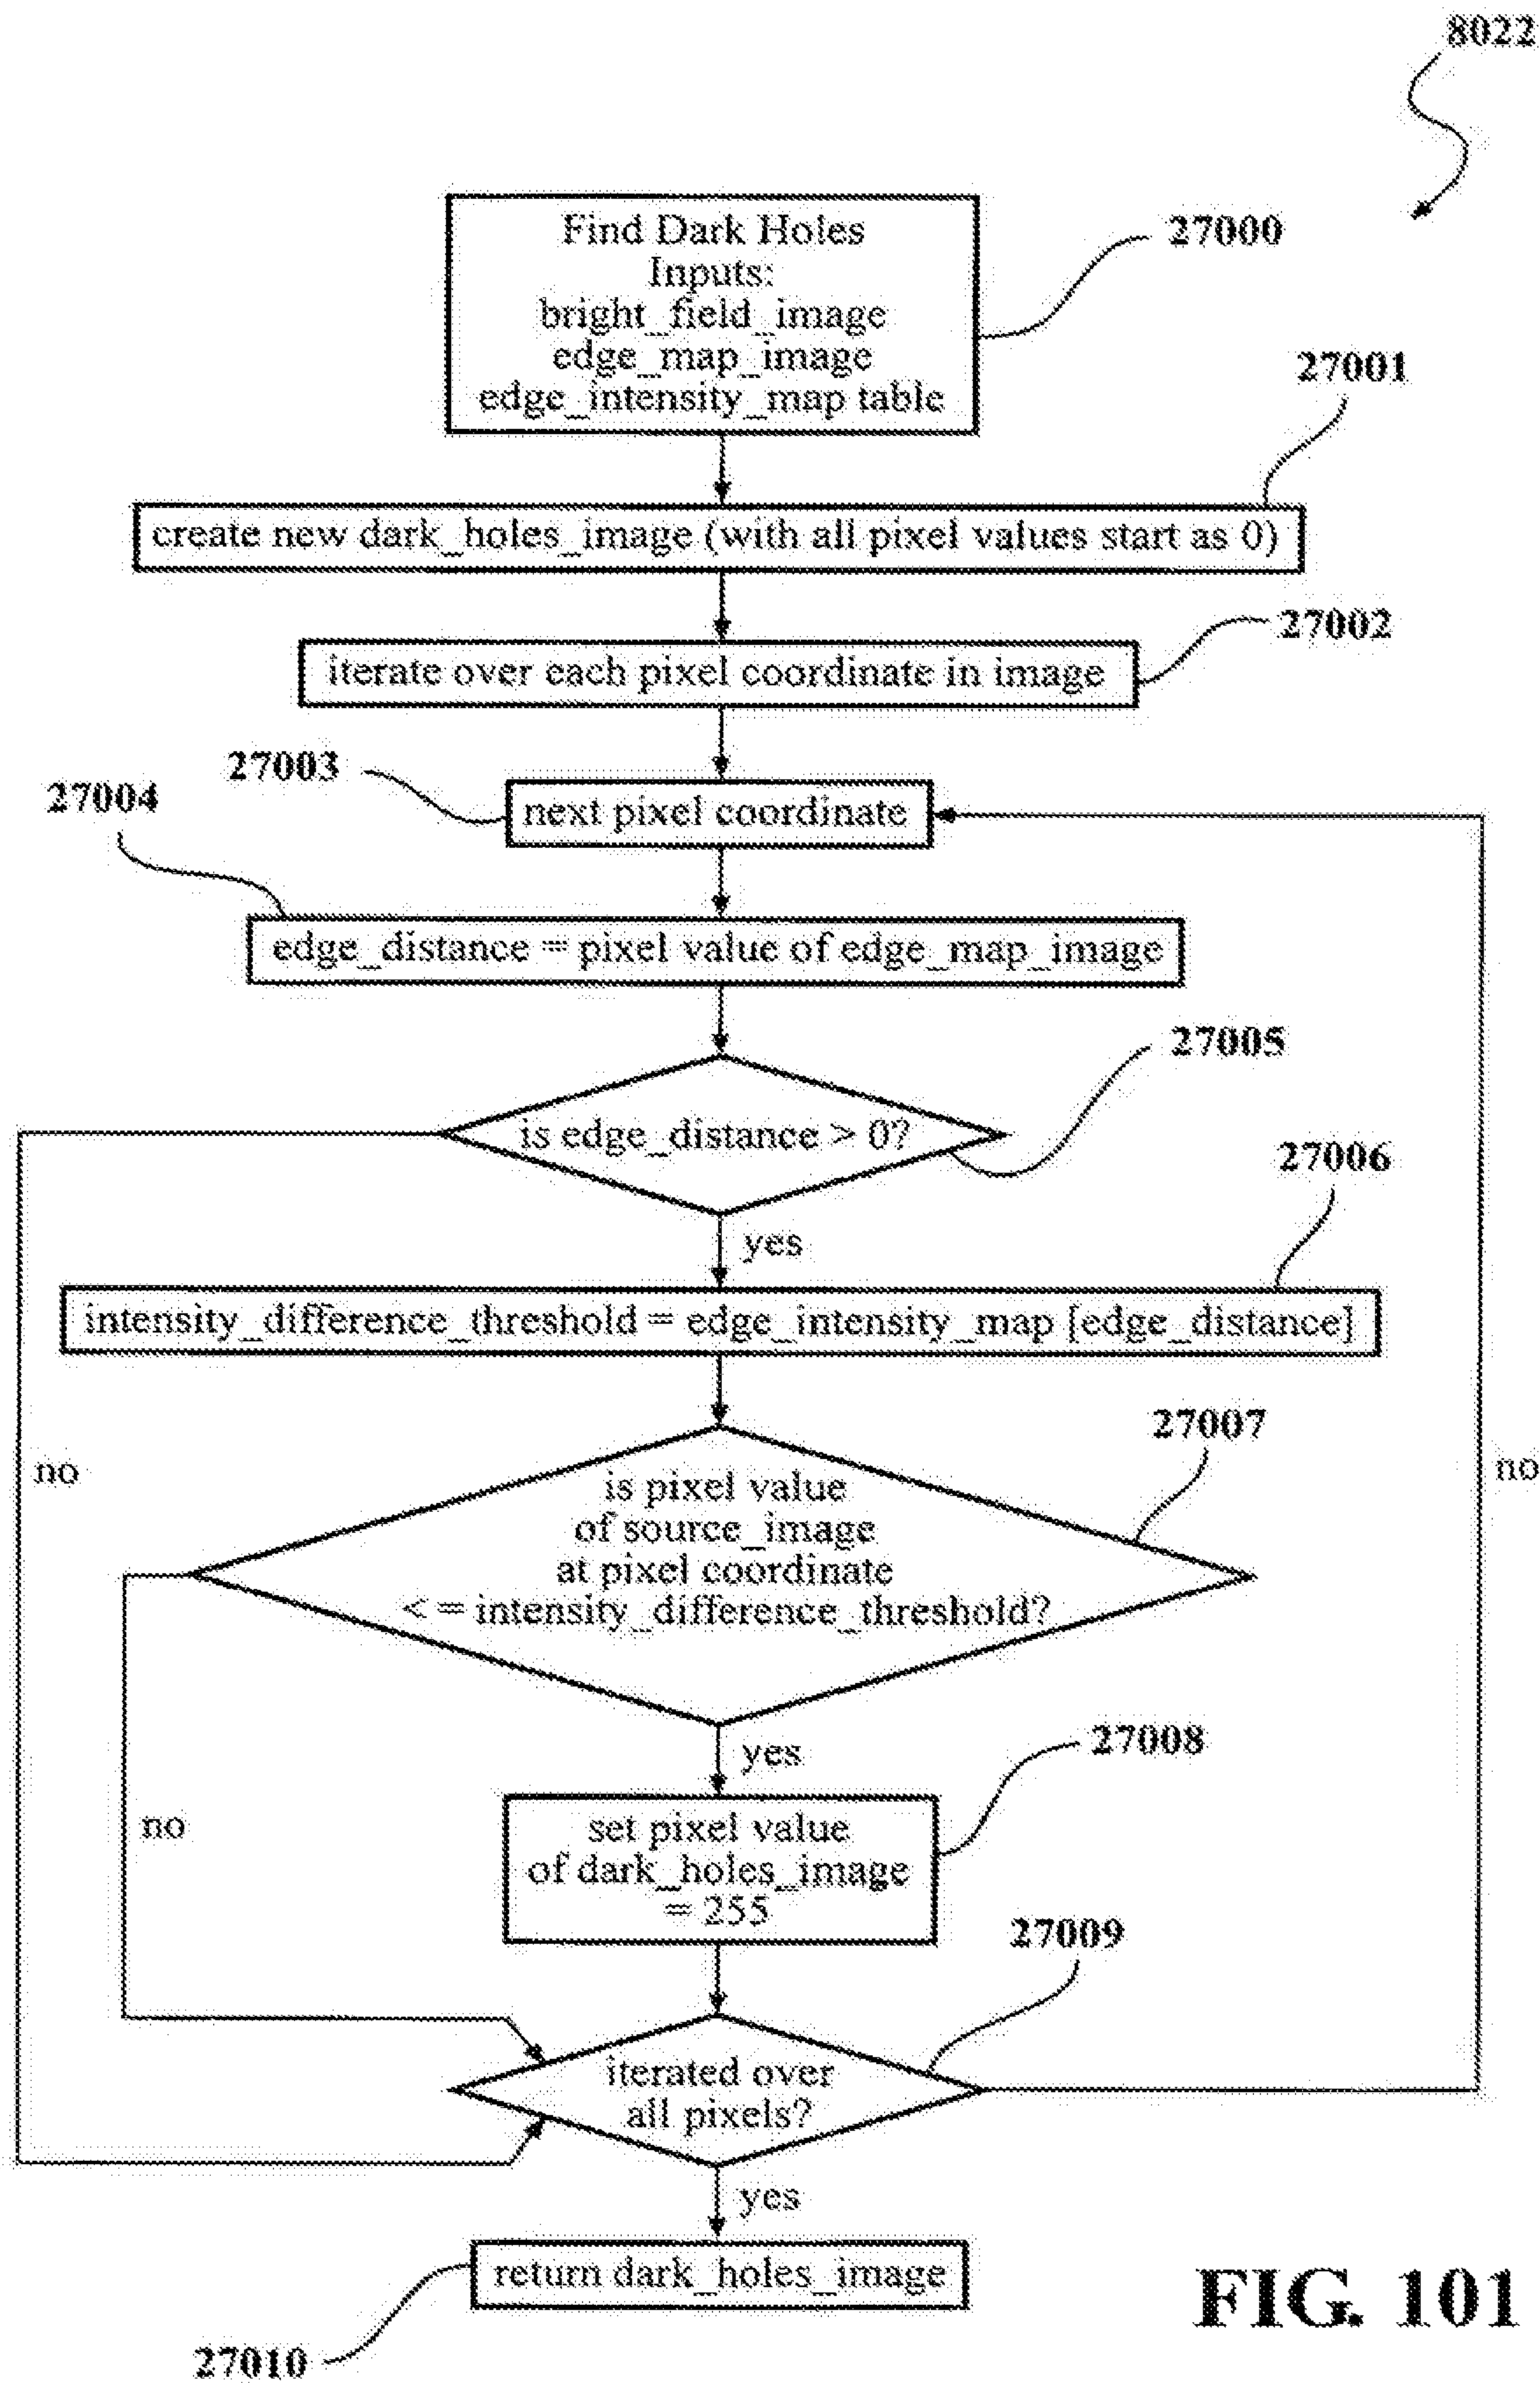 8022
Find Dark Holes
Inputs:
bright_field_image
edge_map_image
edge_intensity_map table
27000
27001
create new dark_holes_image (with all pixel values start as 0)
27002
iterate over each pixel coordinate in image
27003
next pixel coordinate
27004
edge_distance = pixel value of edge_map_image
27005
is edge_distance > 0?
yes
27006
intensity_difference_threshold = edge_intensity_map [edge_distance]
27007
no
no
is pixel value
of source_image
at pixel coordinate
< = intensity_difference_threshold?
yes
27008
no
set pixel value
of dark_holes_image
= 255
27009
iterated over
all pixels?
yes
return dark_holes_image
27010
FIG. 101